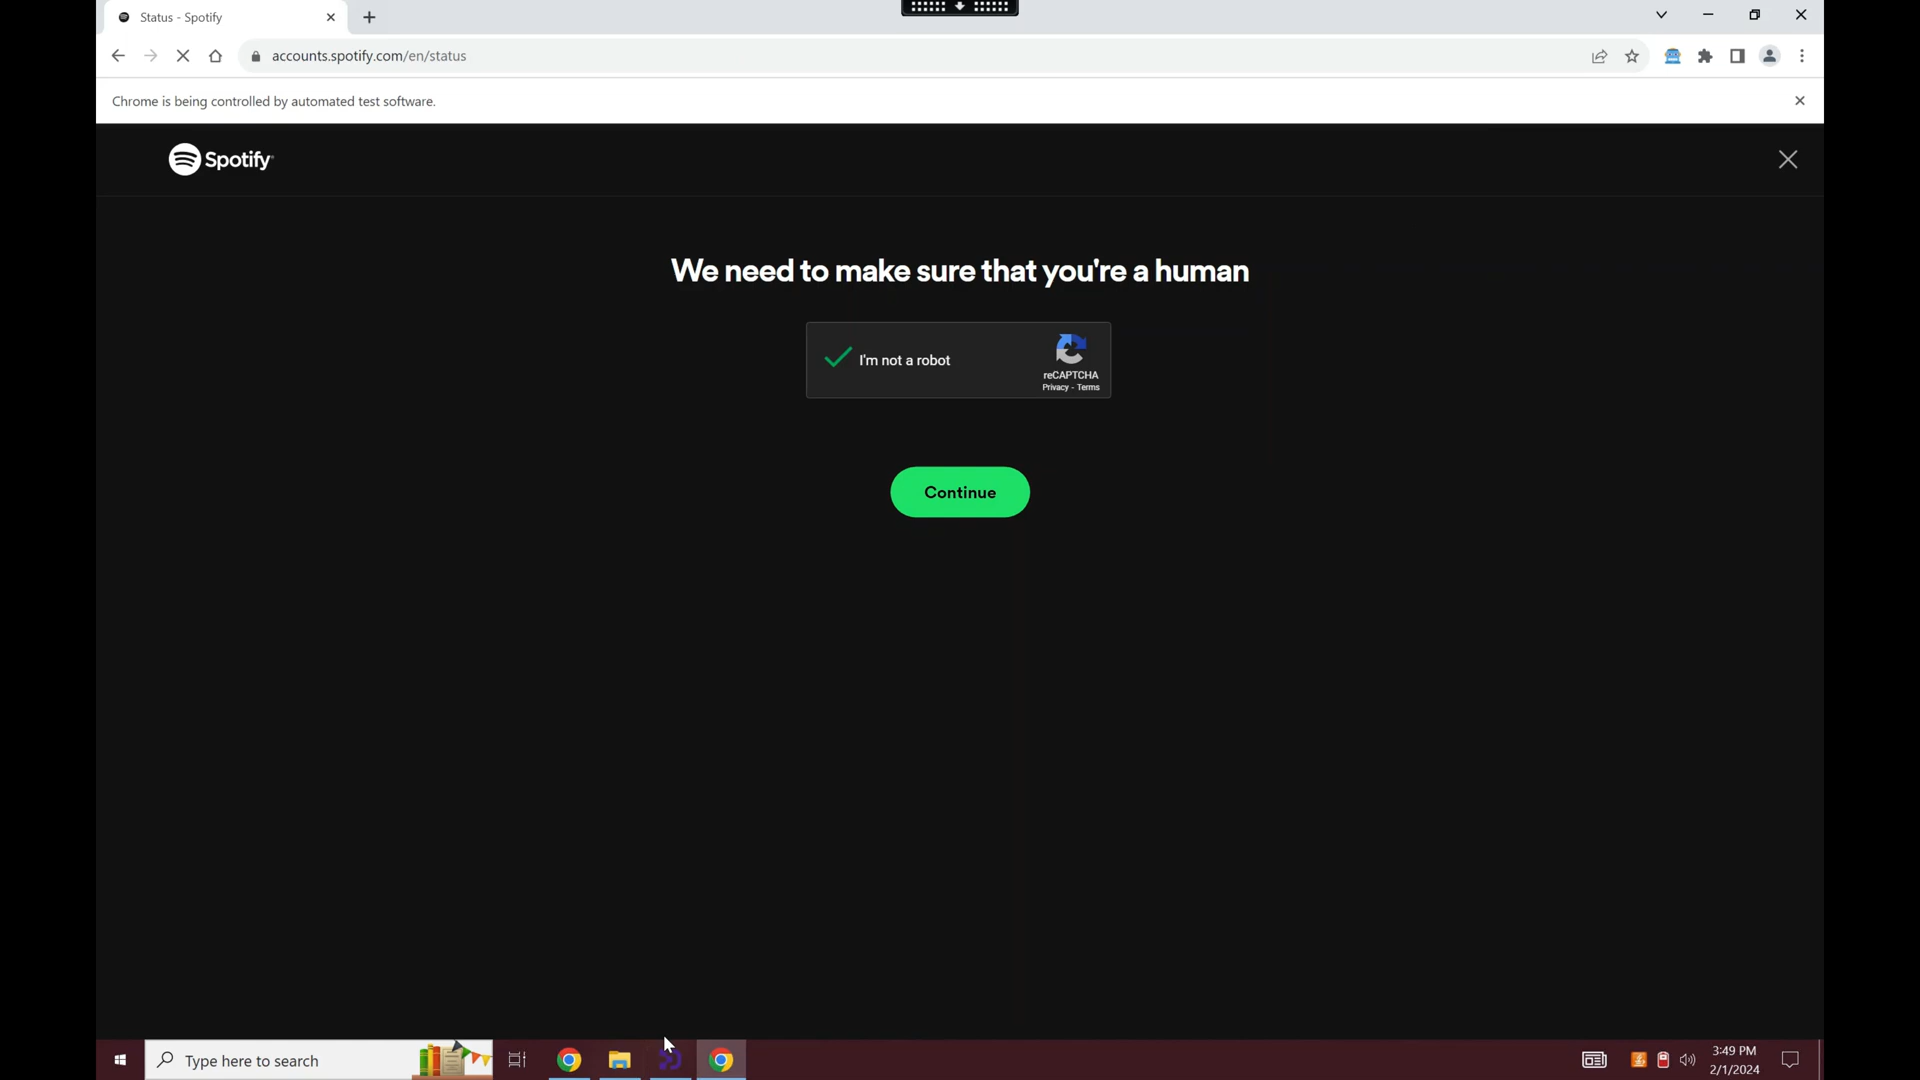 Status - Spotify
accounts.spotify.com/en/status
Chrome is being controlled by automated test software.
Spotify
We need to make sure that you're a human
I'm not a robot
reCAPTCHA
Privacy - Terms
Continue
Type here to search
3:49 PM
2/1/2024